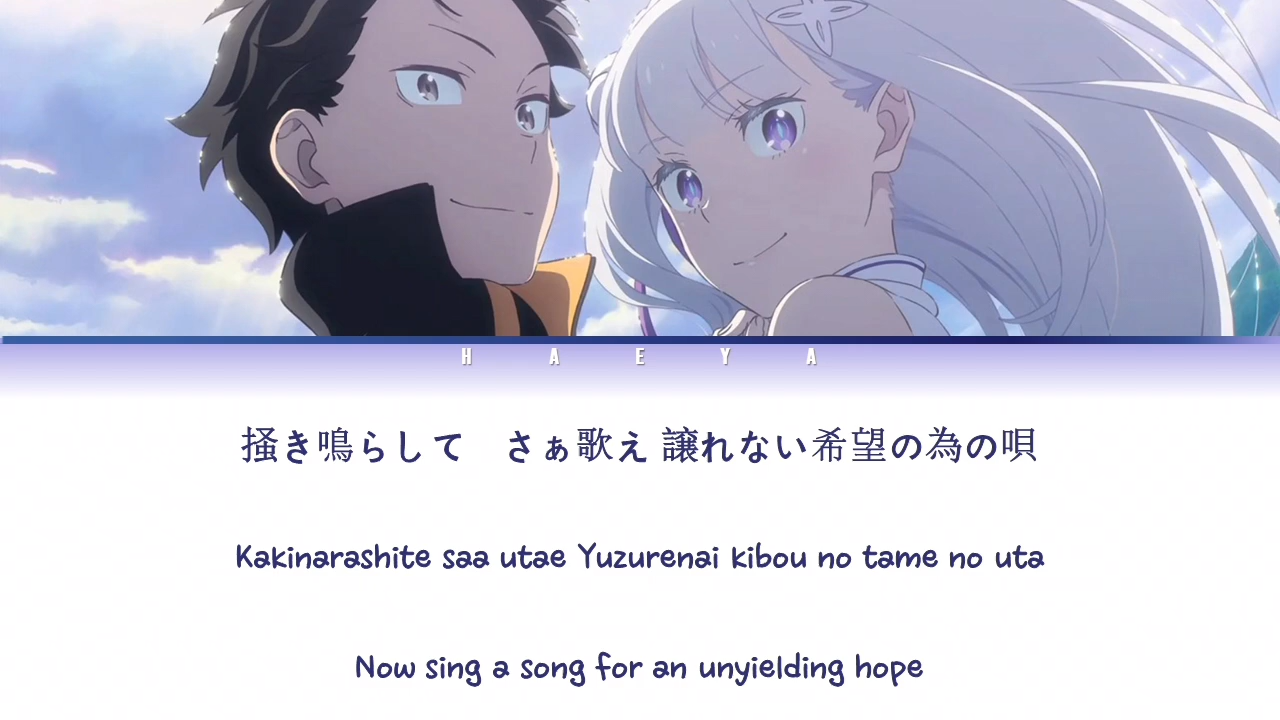 H A E Y A
掻き鳴らして　さぁ歌え 譲れない希望の為の唄
Kakinarashite saa utae Yuzurenai kibou no tame no uta
Now sing a song for an unyielding hope